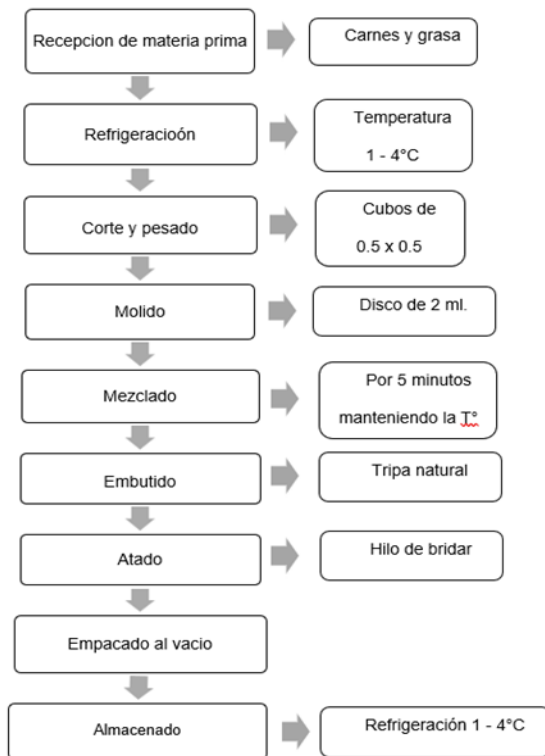 Recepcion de materia prima
Carnes y grasa
Refrigeracioón
Temperatura
1 - 4°C
Corte y pesado
Cubos de
0.5 x 0.5
Molido
Disco de 2 ml.
Mezclado
Por 5 minutos
manteniendo la T°
Embutido
Tripa natural
Atado
Hilo de bridar
Empacado al vacio
Almacenado
Refrigeración 1 - 4°C